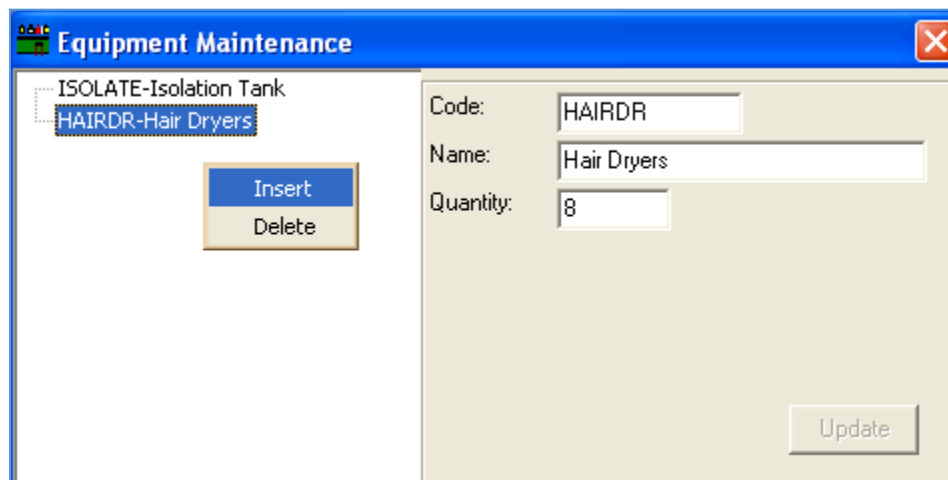 Equipment Maintenance
ISOLATE-Isolation Tank
HAIRDR-Hair Dryers
Insert
Delete
Code: HAIRDR
Name: Hair Dryers
Quantity: 8
Update